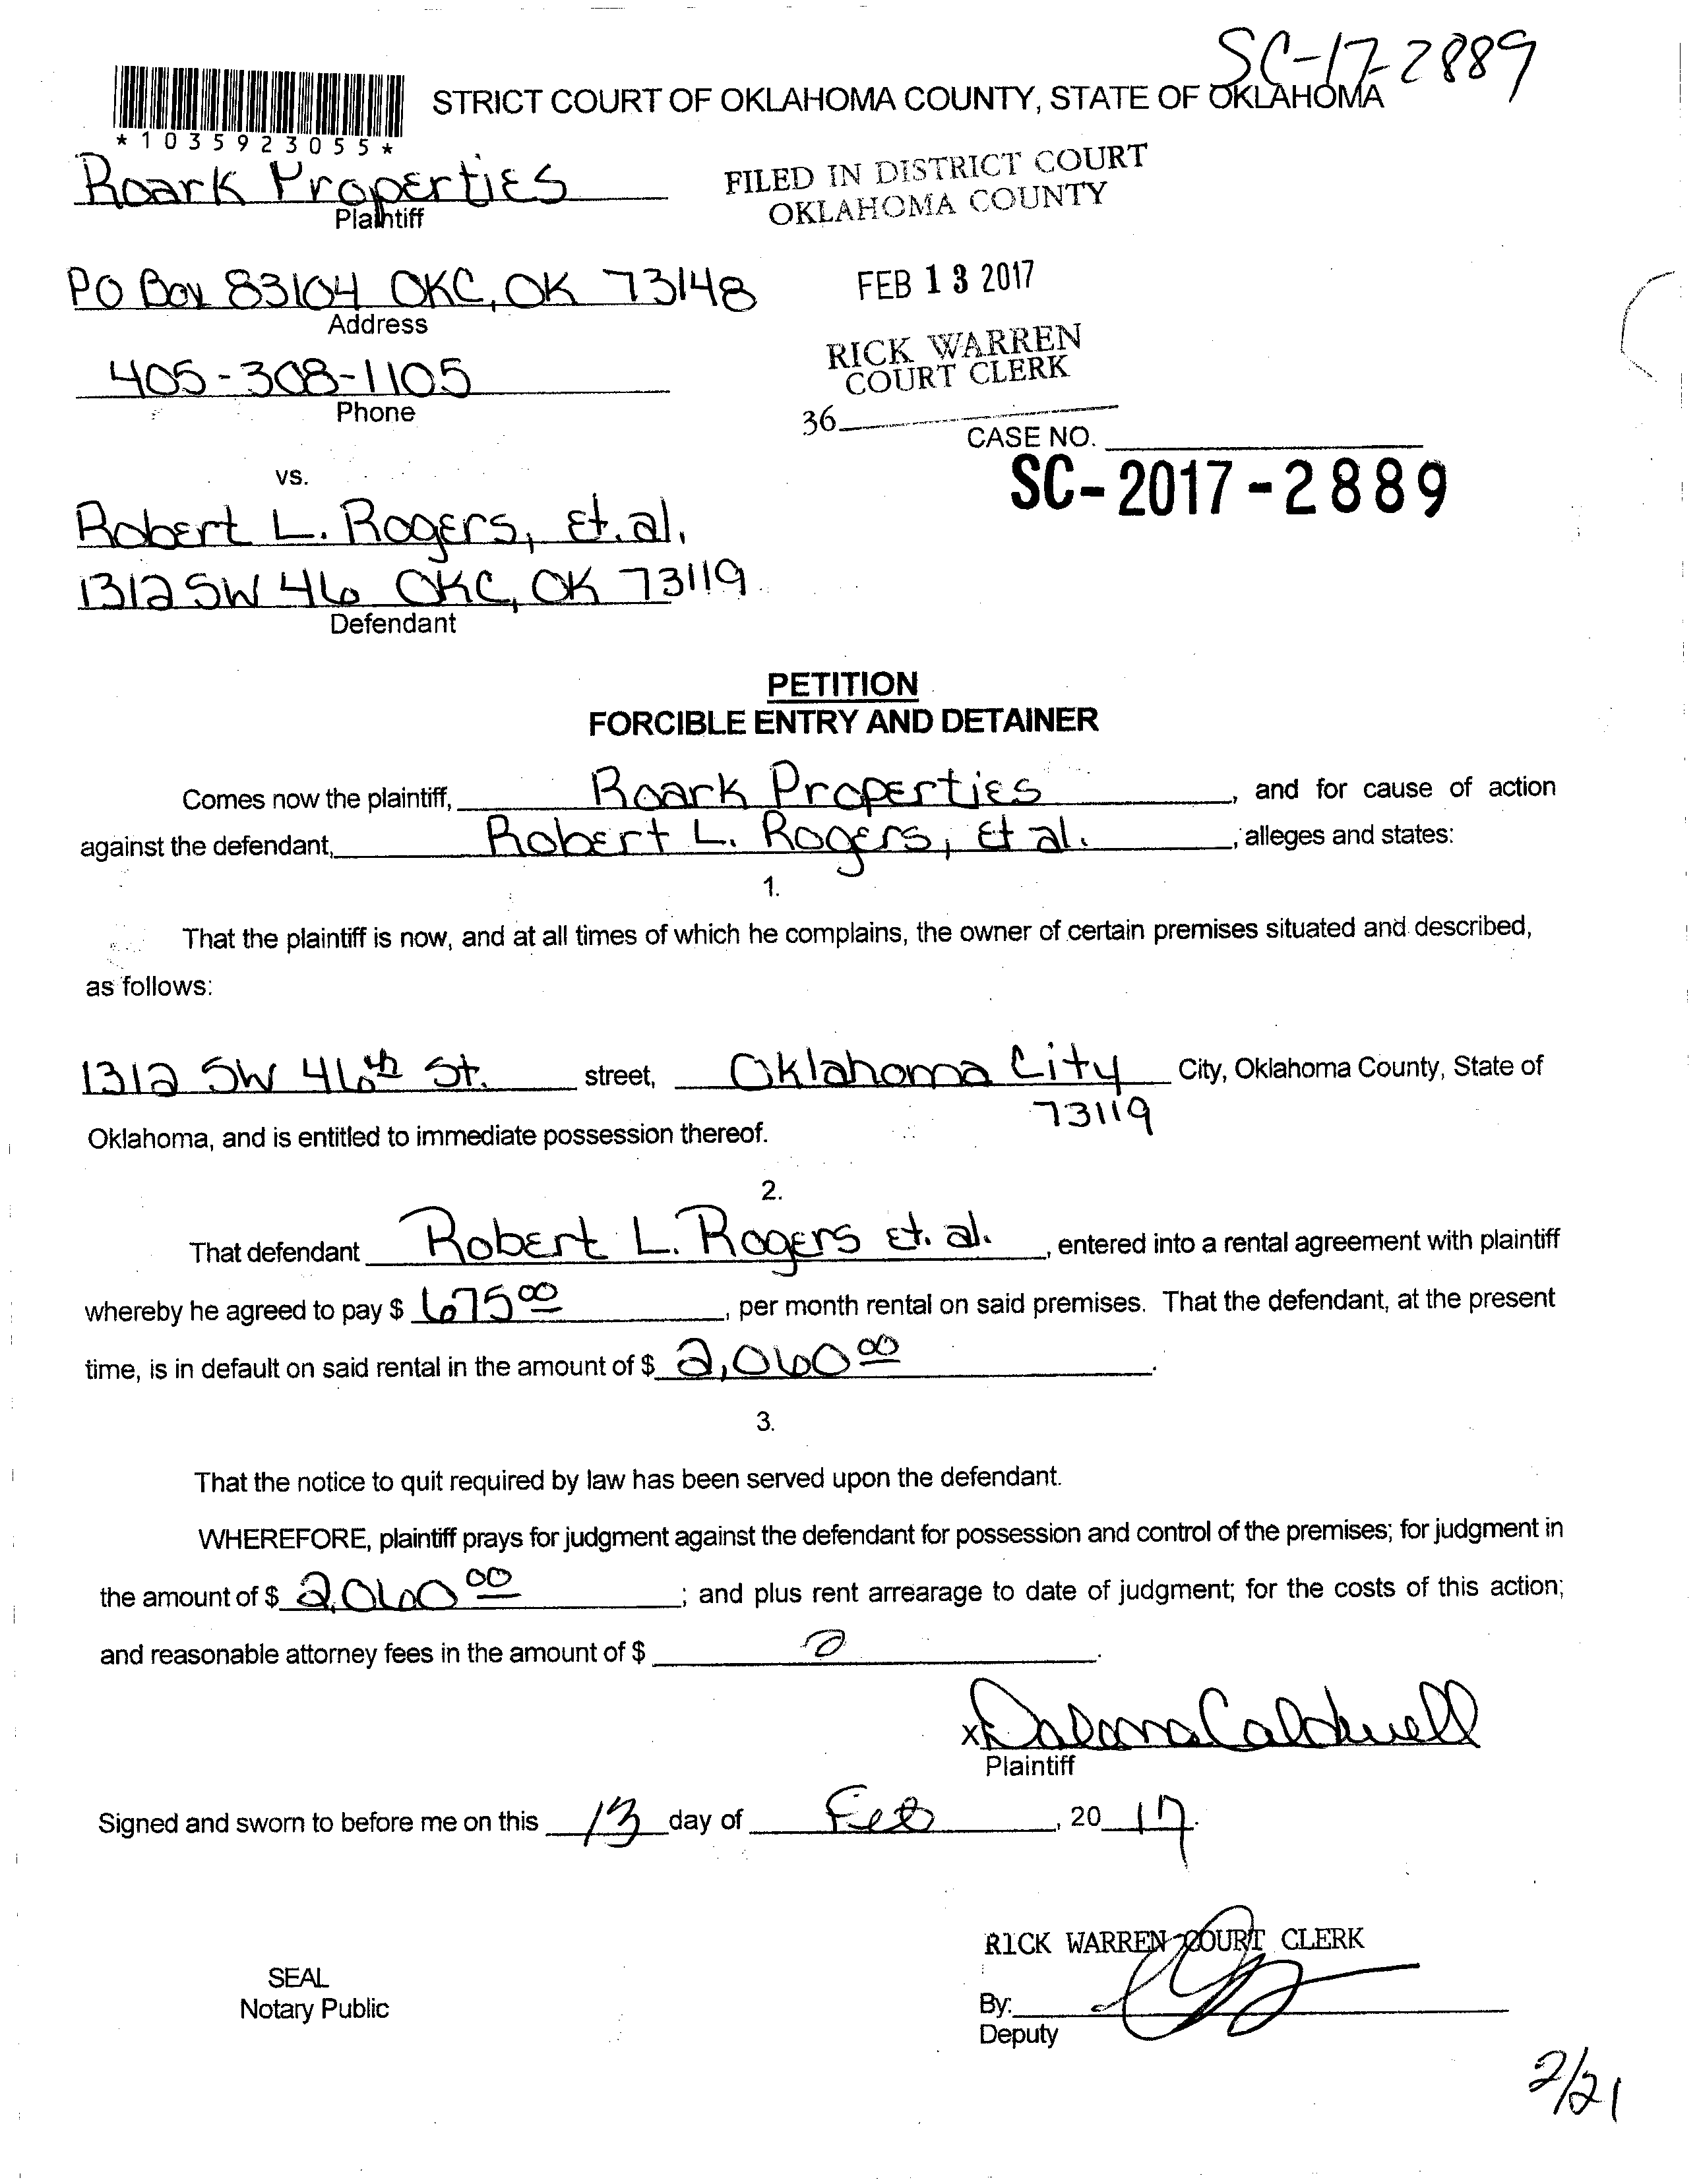 SC-17-2889
STRICT COURT OF OKLAHOMA COUNTY, STATE OF OKLAHOMA
*1035923055*
Roark Properties
Plaintiff
FILED IN DISTRICT COURT
OKLAHOMA COUNTY
PO Box 83104 OKC, OK 73148
Address
FEB 13 2017
405-308-1105
Phone
RICK WARREN
COURT CLERK
36
CASE NO.
SC-2017-2889
vs.
Robert L. Rogers, et.al.
1312 SW 46 OKC, OK 73119
Defendant
PETITION
FORCIBLE ENTRY AND DETAINER
Comes now the plaintiff, Roark Properties, and for cause of action
against the defendant, Robert L. Rogers, et al., alleges and states:
1.
That the plaintiff is now, and at all times of which he complains, the owner of certain premises situated and described,
as follows:
1312 SW 46th St. street, Oklahoma City City, Oklahoma County, State of
73119
Oklahoma, and is entitled to immediate possession thereof.
2.
That defendant Robert L. Rogers et. al., entered into a rental agreement with plaintiff
whereby he agreed to pay $ 675 00, per month rental on said premises. That the defendant, at the present
time, is in default on said rental in the amount of $ 2,060 00.
3.
That the notice to quit required by law has been served upon the defendant.
WHEREFORE, plaintiff prays for judgment against the defendant for possession and control of the premises; for judgment in
the amount of $ 2,060 00; and plus rent arrearage to date of judgment; for the costs of this action;
and reasonable attorney fees in the amount of $ 0.
x Caldwell
Plaintiff
Signed and sworn to before me on this 13 day of Feb, 20 17.
RICK WARREN COURT CLERK
SEAL
Notary Public
By:
Deputy
2/21